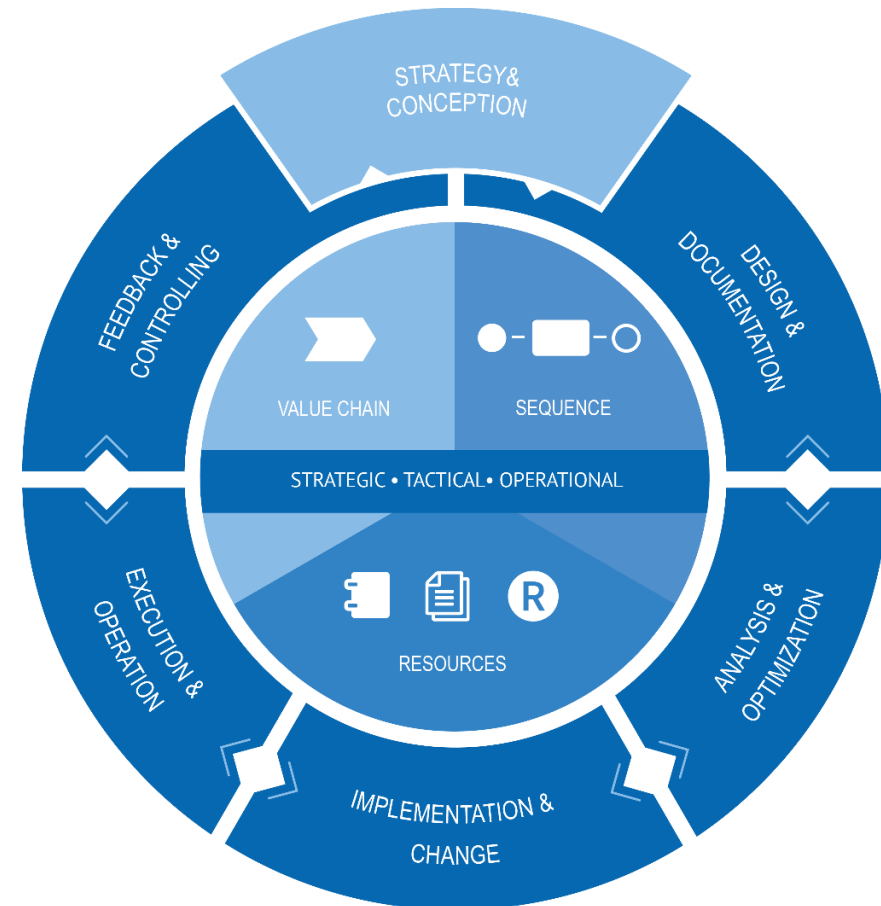 STRATEGY&
CONCEPTION
DESIGN &
DOCUMENTATION
ANALYSIS &
OPTIMIZATION
IMPLEMENTATION &
CHANGE
EXECUTION &
OPERATION
FEEDBACK &
CONTROLLING
VALUE CHAIN
SEQUENCE
STRATEGIC • TACTICAL• OPERATIONAL
R
RESOURCES